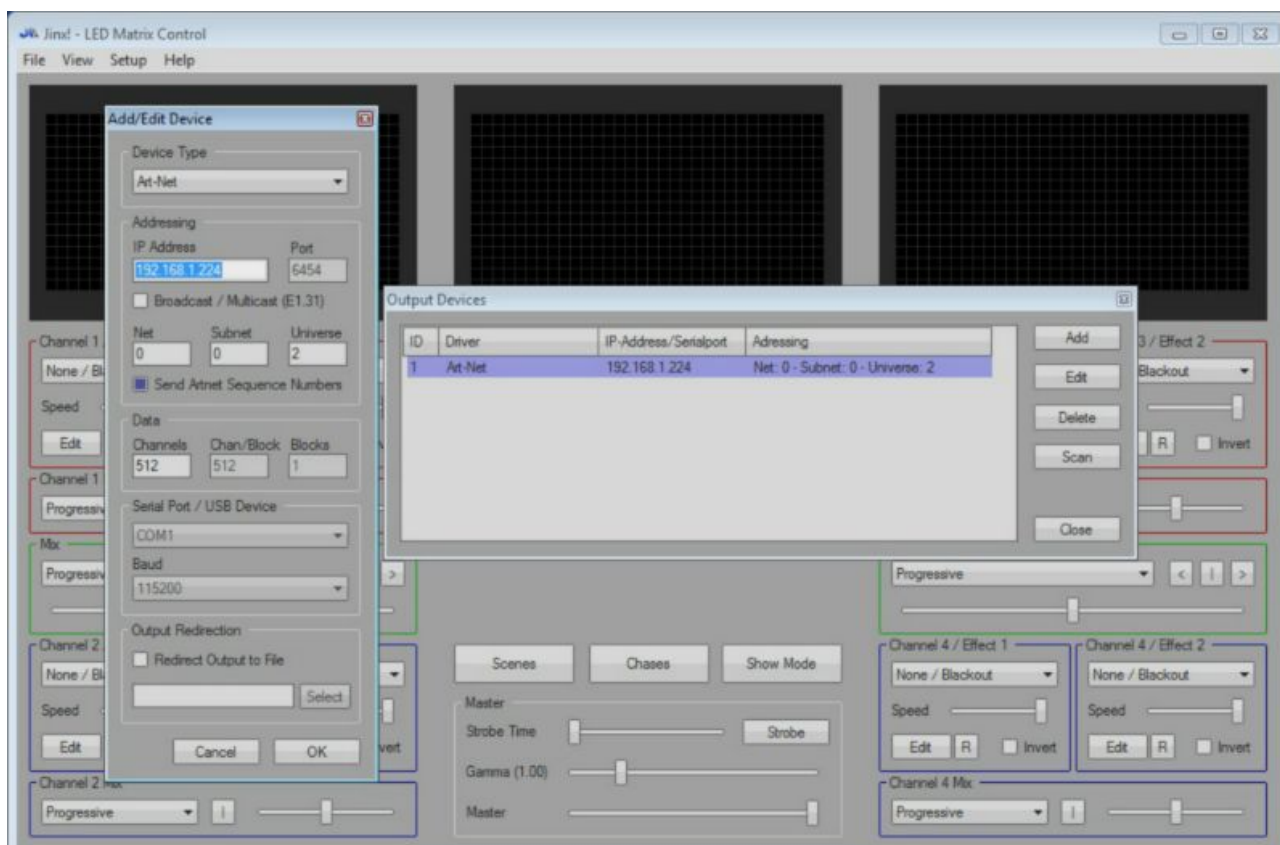 Jinx! - LED Matrix Control
File View Setup Help
Add/Edit Device
Device Type
Art-Net
Addressing
IP Address Port
192.168.1.224 6454
Broadcast / Multicast (E1.31)
Net Subnet Universe
0 0 2
Send Artnet Sequence Numbers
Data
Channels Chan/Block Blocks
512 512 1
Serial Port / USB Device
COM1
Baud
115200
Output Redirection
Redirect Output to File
Select
Cancel OK
Output Devices
ID Driver IP-Address/Serialport Adressing
1 Art-Net 192.168.1.224 Net: 0 - Subnet: 0 - Universe: 2
Add
Edit
Delete
Scan
Close
Channel 1
None / Bl
Speed
Edit
Channel 1
Progressiv
Mix
Progressiv >
Channel 2
None / Bl
Speed
Edit vert
Channel 2 Mix
Progressive |
3 / Effect 2
Blackout
R Invert
Progressive < | >
Scenes Chases Show Mode
Master
Strobe Time Strobe
Gamma (1.00)
Master
Channel 4 / Effect 1 Channel 4 / Effect 2
None / Blackout None / Blackout
Speed Speed
Edit R Invert Edit R Invert
Channel 4 Mix
Progressive |